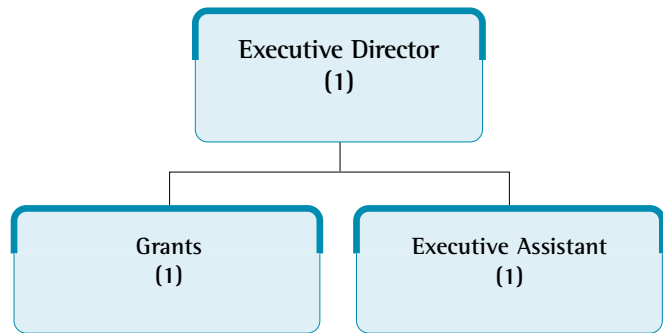 Executive Director
(1)
Grants
(1)
Executive Assistant
(1)